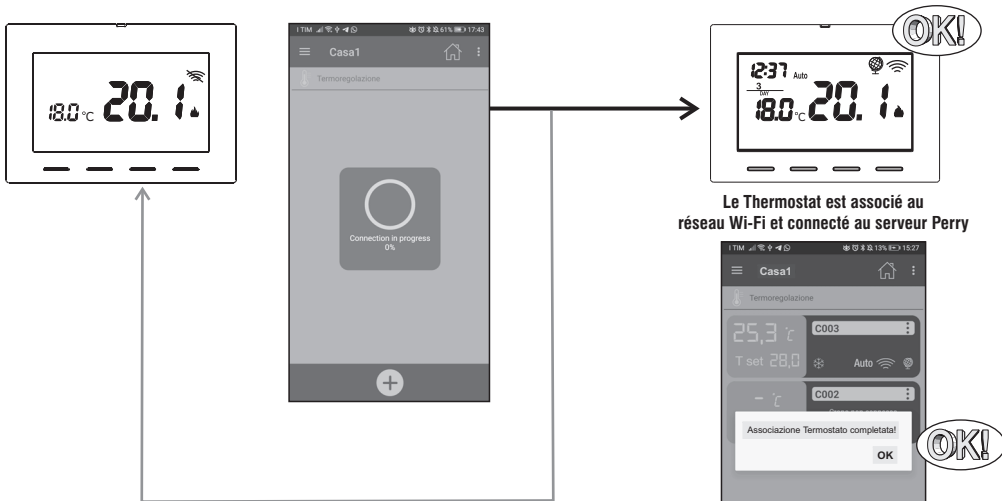 18.0 °C 20.1
I TIM 61% 17:43
Casa1
Termoregolazione
Connection in progress
0%
OK!
12:37 Auto
3
DAY
18.0 °C 20.1
Le Thermostat est associé au
réseau Wi-Fi et connecté au serveur Perry
I TIM 13% 15:27
Casa1
Termoregolazione
25,3 °C
C003
T set 28,0
Auto
C002
- °C
Associazione Termostato completata!
OK
OK!